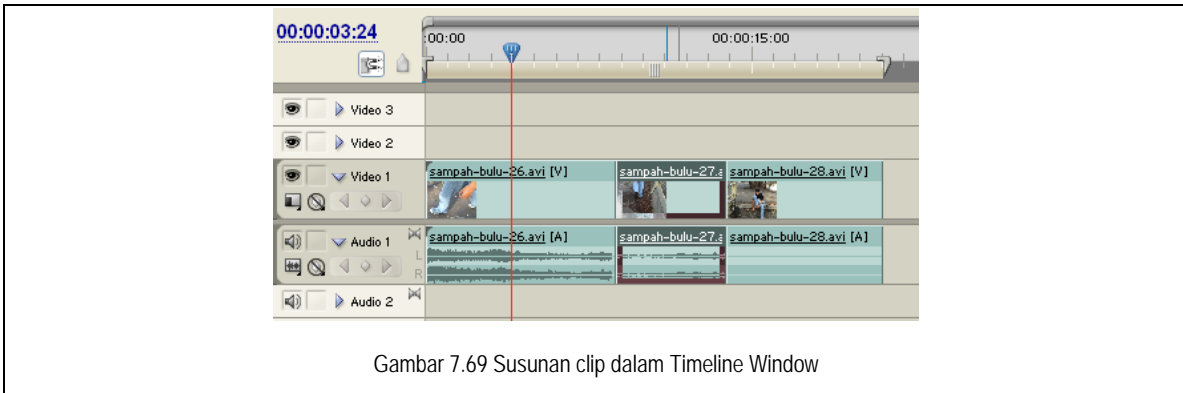 00:00:03:24
:00:00 00:00:15:00
Video 3
Video 2
Video 1
sampah-bulu-26.avi [V] sampah-bulu-27.a sampah-bulu-28.avi [V]
Audio 1
sampah-bulu-26.avi [A] sampah-bulu-27.a sampah-bulu-28.avi [A]
L
R
Audio 2
Gambar 7.69 Susunan clip dalam Timeline Window